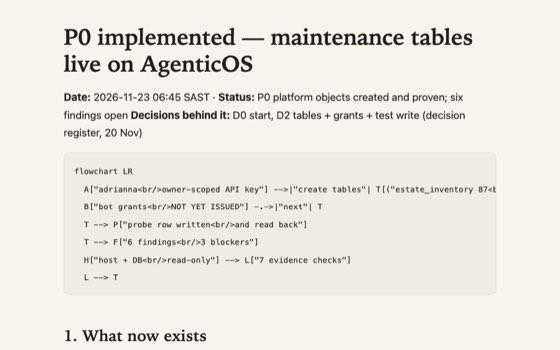 P0 implemented — maintenance tables
live on AgenticOS
Date: 2026-11-23 06:45 SAST · Status: P0 platform objects created and proven; six
findings open Decisions behind it: D0 start, D2 tables + grants + test write (decision
register, 20 Nov)
flowchart LR
A["adrianna<br/>owner-scoped API key"] -->|"create tables"| T[("estate_inventory 87<b
B["bot grants<br/>NOT YET ISSUED"] -.->|"next"| T
T --> P["probe row written<br/>and read back"]
T --> F["6 findings<br/>3 blockers"]
H["host + DB<br/>read-only"] --> L["7 evidence checks"]
L --> T
1. What now exists